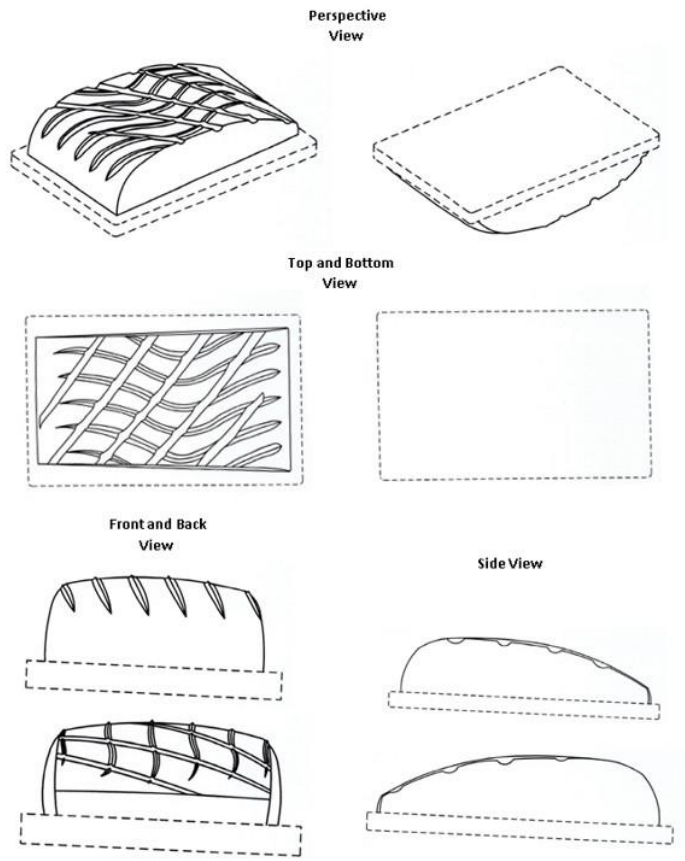 Perspective
View
Top and Bottom
View
Front and Back
View
Side View